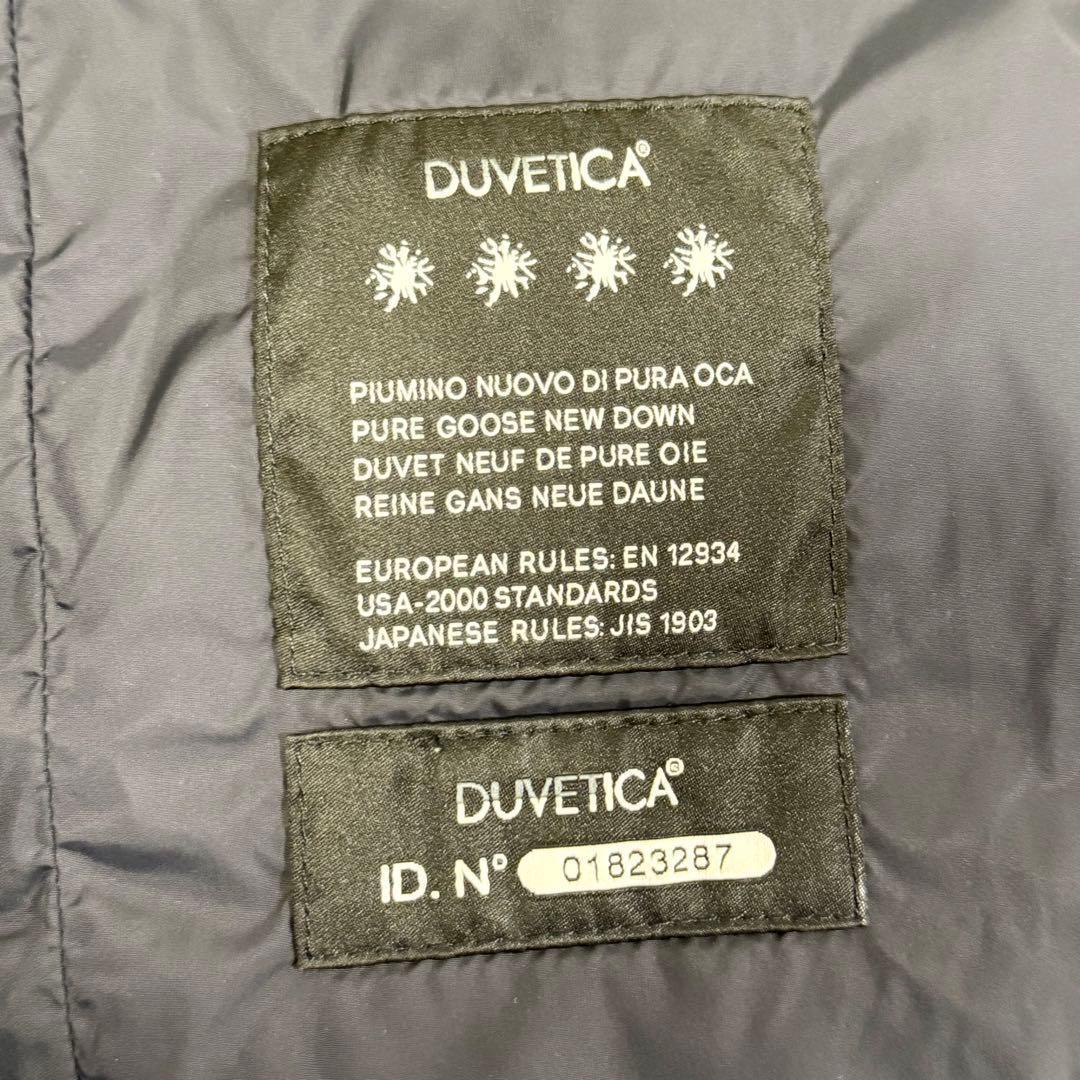 DUVETICA®
PIUMINO NUOVO DI PURA OCA
PURE GOOSE NEW DOWN
DUVET NEUF DE PURE OIE
REINE GANS NEUE DAUNE
EUROPEAN RULES: EN 12934
USA-2000 STANDARDS
JAPANESE RULES: JIS 1903
DUVETICA®
ID. N° 01823287